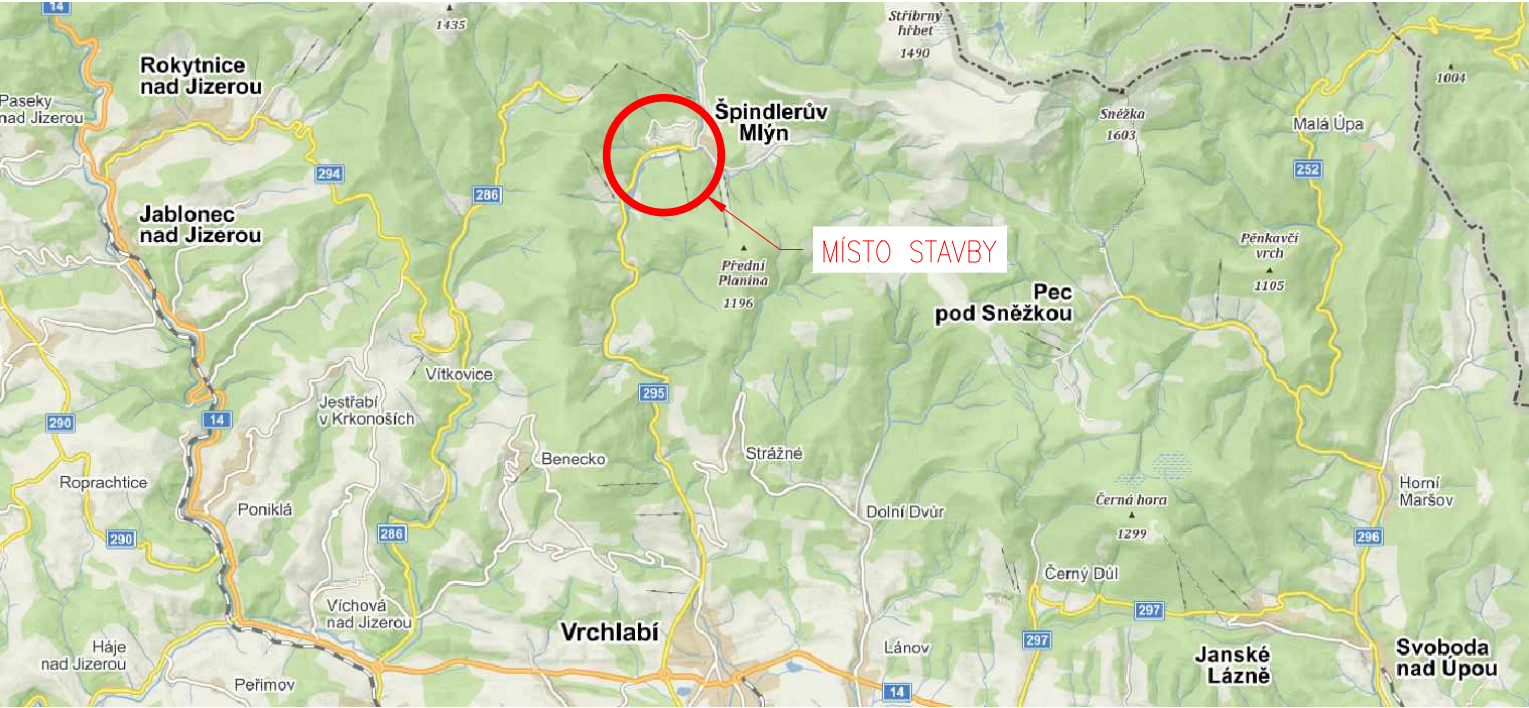 14
1435
Stříbrný
hřbet
1490
Rokytnice
nad Jizerou
1004
Paseky
nad Jizerou
Špindlerův
Mlýn
Sněžka
1603
Malá Úpa
294
286
252
Jablonec
nad Jizerou
MÍSTO STAVBY
Přední
Planina
1196
Pěnkavčí
vrch
1105
Pec
pod Sněžkou
Vítkovice
295
Jestřabí
v Krkonoších
290
14
Benecko
Strážné
Roprachtice
Poniklá
Horní
Maršov
Černá hora
1299
Dolní Dvůr
286
290
296
Černý Důl
297
Víchová
nad Jizerou
Vrchlabí
297
Háje
nad Jizerou
Lánov
Janské
Lázně
Svoboda
nad Úpou
Peřimov
14